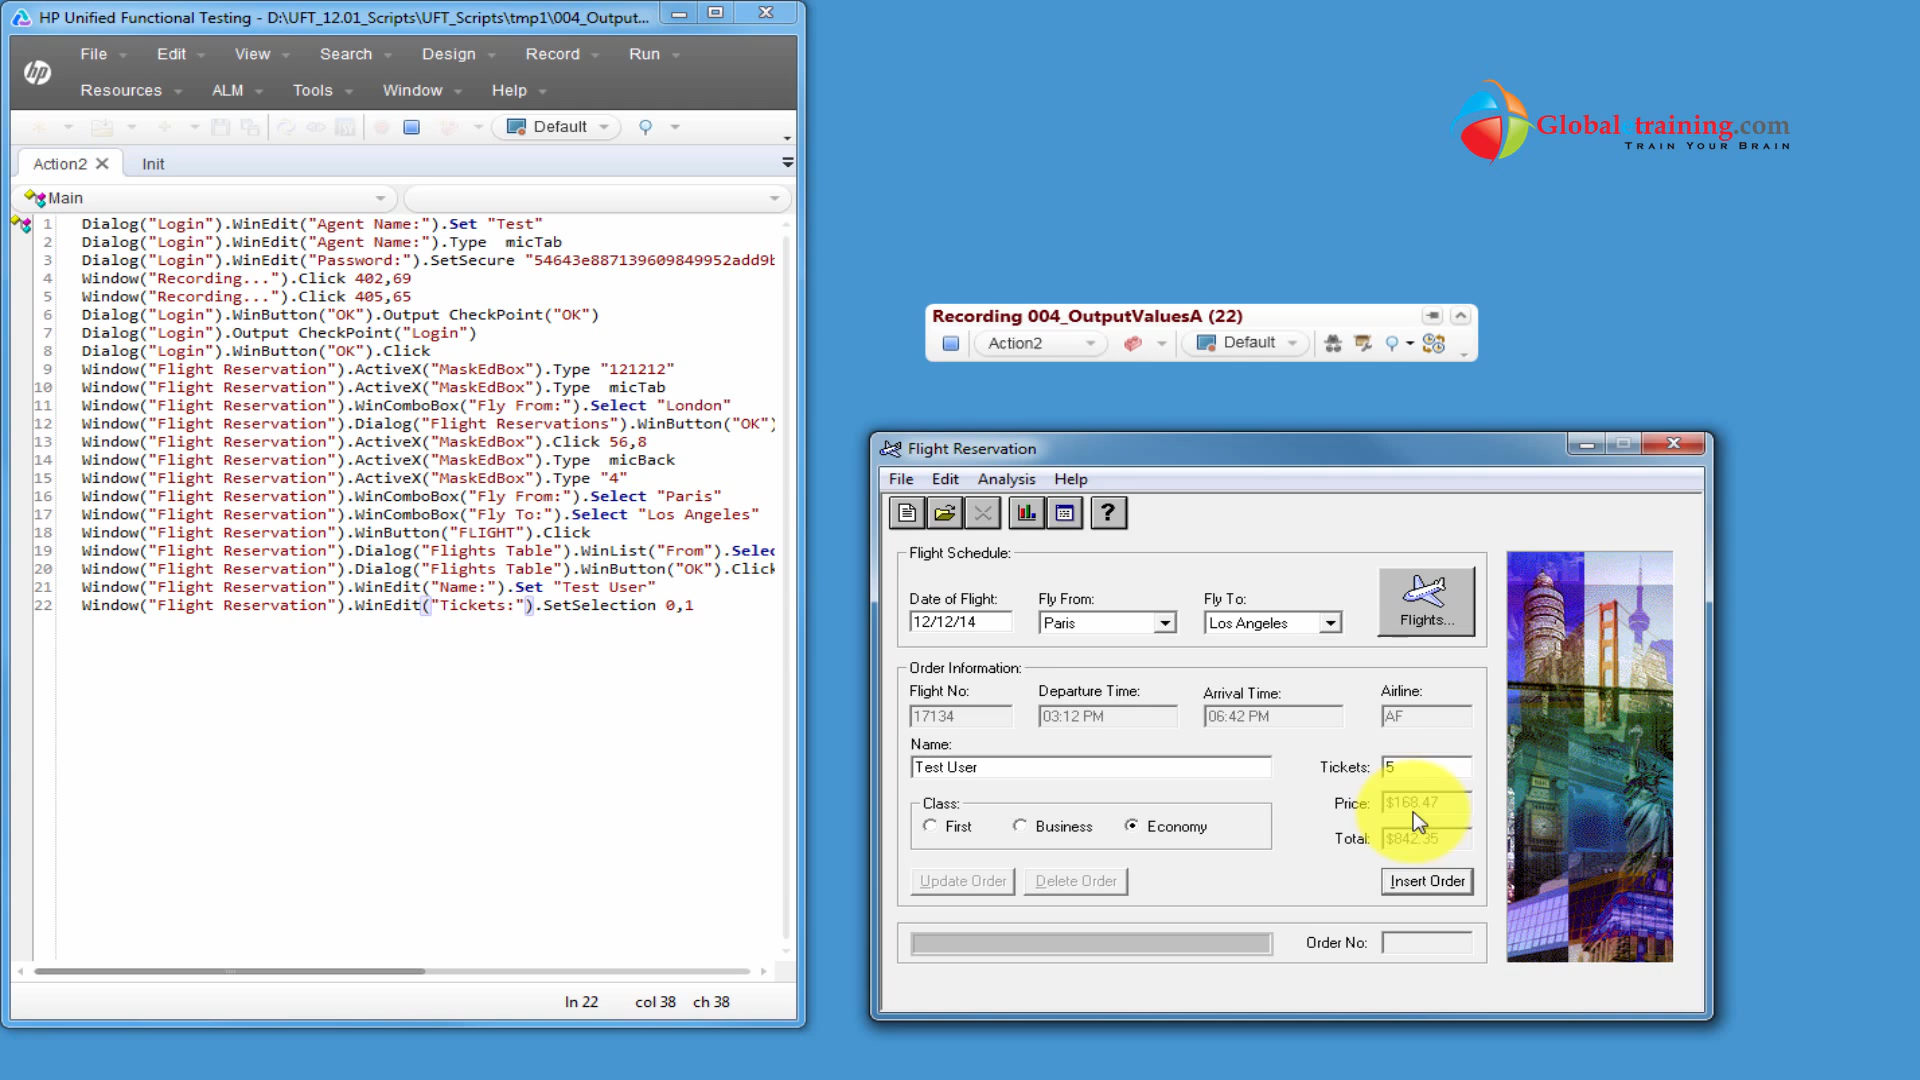 HP Unified Functional Testing - D:\UFT_12.01_Scripts\UFT_Scripts\tmp1\004_Output...
File Edit View Search Design Record Run
Resources ALM Tools Window Help
Default
Action2 Init
Main
1 Dialog("Login").WinEdit("Agent Name:").Set "Test"
2 Dialog("Login").WinEdit("Agent Name:").Type micTab
3 Dialog("Login").WinEdit("Password:").SetSecure "54643e887139609849952add9b
4 Window("Recording...").Click 402,69
5 Window("Recording...").Click 405,65
6 Dialog("Login").WinButton("OK").Output CheckPoint("OK")
7 Dialog("Login").Output CheckPoint("Login")
8 Dialog("Login").WinButton("OK").Click
9 Window("Flight Reservation").ActiveX("MaskEdBox").Type "121212"
10 Window("Flight Reservation").ActiveX("MaskEdBox").Type micTab
11 Window("Flight Reservation").WinComboBox("Fly From:").Select "London"
12 Window("Flight Reservation").Dialog("Flight Reservations").WinButton("OK")
13 Window("Flight Reservation").ActiveX("MaskEdBox").Click 56,8
14 Window("Flight Reservation").ActiveX("MaskEdBox").Type micBack
15 Window("Flight Reservation").ActiveX("MaskEdBox").Type "4"
16 Window("Flight Reservation").WinComboBox("Fly From:").Select "Paris"
17 Window("Flight Reservation").WinComboBox("Fly To:").Select "Los Angeles"
18 Window("Flight Reservation").WinButton("FLIGHT").Click
19 Window("Flight Reservation").Dialog("Flights Table").WinList("From").Selec
20 Window("Flight Reservation").Dialog("Flights Table").WinButton("OK").Click
21 Window("Flight Reservation").WinEdit("Name:").Set "Test User"
22 Window("Flight Reservation").WinEdit("Tickets:").SetSelection 0,1
ln 22 col 38 ch 38
Global etraining.com
TRAIN YOUR BRAIN
Recording 004_OutputValuesA (22)
Action2 Default
Flight Reservation
File Edit Analysis Help
?
Flight Schedule:
Date of Flight: Fly From: Fly To:
12/12/14 Paris Los Angeles
Flights...
Order Information:
Flight No: Departure Time: Arrival Time: Airline:
17134 03:12 PM 06:42 PM AF
Name:
Test User
Tickets: 5
Class:
First Business Economy
Price: $168.47
Total: $842.35
Update Order Delete Order Insert Order
Order No: